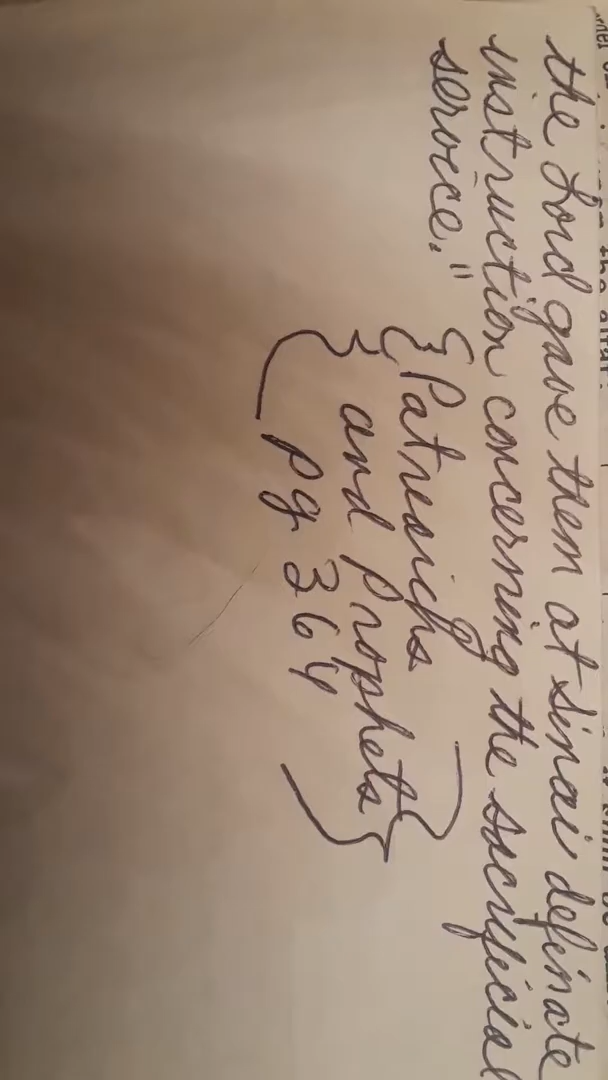 the Lord gave them at Sinai definate
instruction concerning the sacrificial
service."
{ Patriarchs
and Prophets }
pg 364